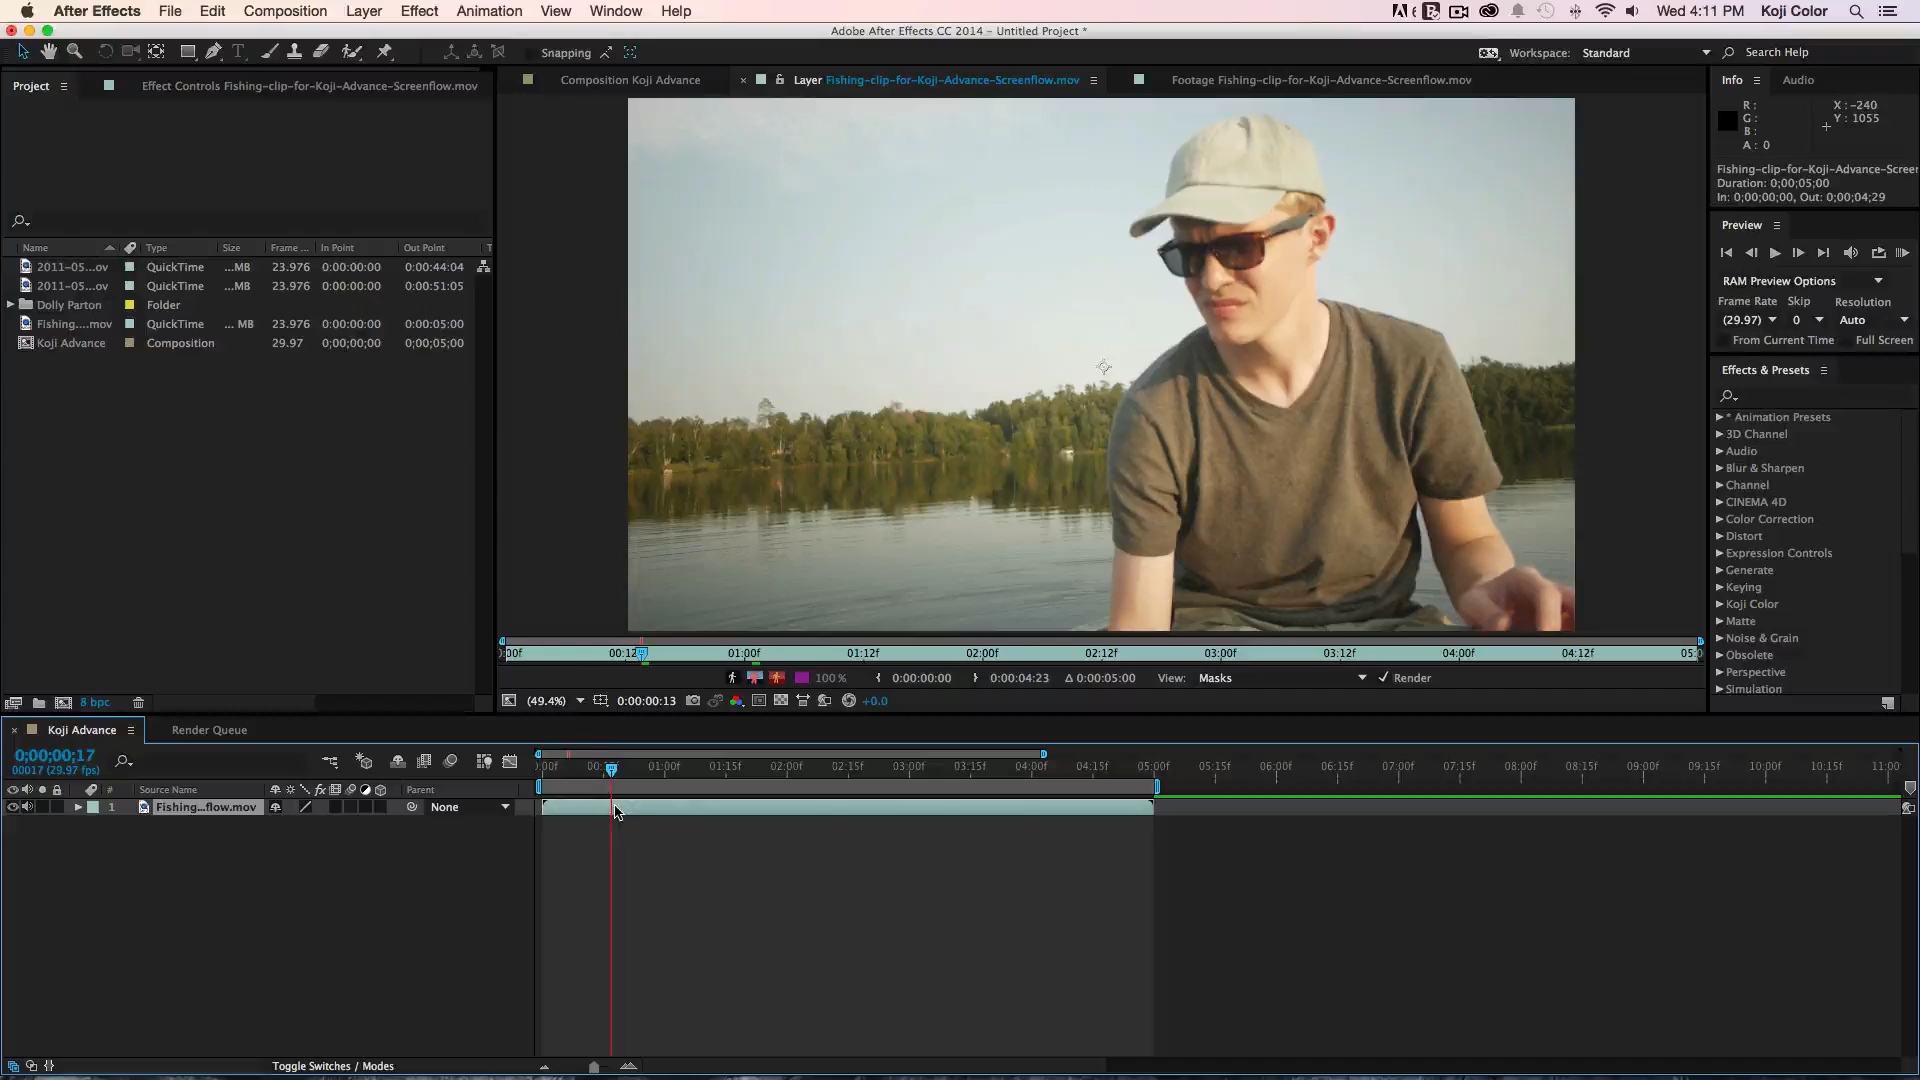 After Effects File Edit Composition Layer Effect Animation View Window Help Wed 4:11 PM Koji Color
Adobe After Effects CC 2014 - Untitled Project *
Snapping Workspace: Standard Search Help
Project Effect Controls Fishing-clip-for-Koji-Advance-Screenflow.mov
Composition Koji Advance × Layer Fishing-clip-for-Koji-Advance-Screenflow.mov Footage Fishing-clip-for-Koji-Advance-Screenflow.mov
Info Audio
R : X : -240
G : Y : 1055
B :
A : 0
Fishing-clip-for-Koji-Advance-Screen
Duration: 0;00;05;00
In: 0;00;00;00, Out: 0;00;04;29
Preview
RAM Preview Options
Frame Rate Skip Resolution
(29.97) 0 Auto
From Current Time Full Screen
Effects & Presets
* Animation Presets
3D Channel
Audio
Blur & Sharpen
Channel
CINEMA 4D
Color Correction
Distort
Expression Controls
Generate
Keying
Koji Color
Matte
Noise & Grain
Obsolete
Perspective
Simulation
Name Type Size Frame ... In Point Out Point T
2011-05...ov QuickTime ...MB 23.976 0:00:00:00 0:00:44:04
2011-05...ov QuickTime ...MB 23.976 0:00:00:00 0:00:51:05
Dolly Parton Folder
Fishing....mov QuickTime ... MB 23.976 0:00:00:00 0:00:05:00
Koji Advance Composition 29.97 0;00;00;00 0;00;05;00
8 bpc
00f 00:12 01:00f 01:12f 02:00f 02:12f 03:00f 03:12f 04:00f 04:12f 05:
100 % { 0:00:00:00 } 0:00:04:23 Δ 0:00:05:00 View: Masks ✓ Render
(49.4%) 0:00:00:13 +0.0
× Koji Advance Render Queue
0;00;00;17
00017 (29.97 fps)
:00f 00: 01:00f 01:15f 02:00f 02:15f 03:00f 03:15f 04:00f 04:15f 05:00f 05:15f 06:00f 06:15f 07:00f 07:15f 08:00f 08:15f 09:00f 09:15f 10:00f 10:15f 11:00
# Source Name fx Parent
1 Fishing...flow.mov None
Toggle Switches / Modes